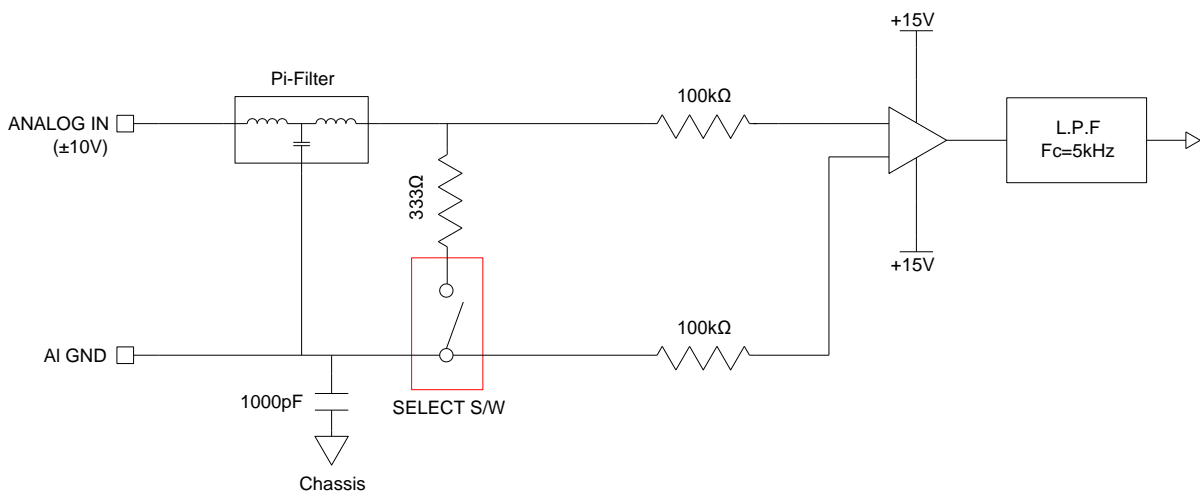 +15V
Pi-Filter
100kΩ
ANALOG IN
(±10V)
L.P.F
Fc=5kHz
333Ω
+15V
100kΩ
AI GND
1000pF
SELECT S/W
Chassis